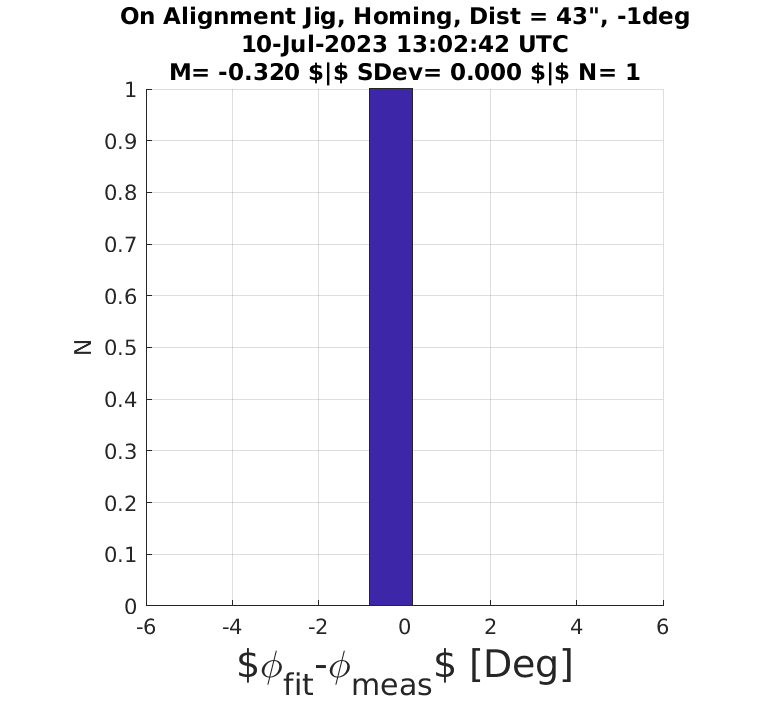 On Alignment Jig, Homing, Dist = 43", -1deg
10-Jul-2023 13:02:42 UTC
M= -0.320 $|$ SDev= 0.000 $|$ N= 1
1
0.9
0.8
0.7
0.6
0.5
0.4
0.3
0.2
0.1
0
N
-6 -4 -2 0 2 4 6
$ϕfit-ϕmeas$ [Deg]